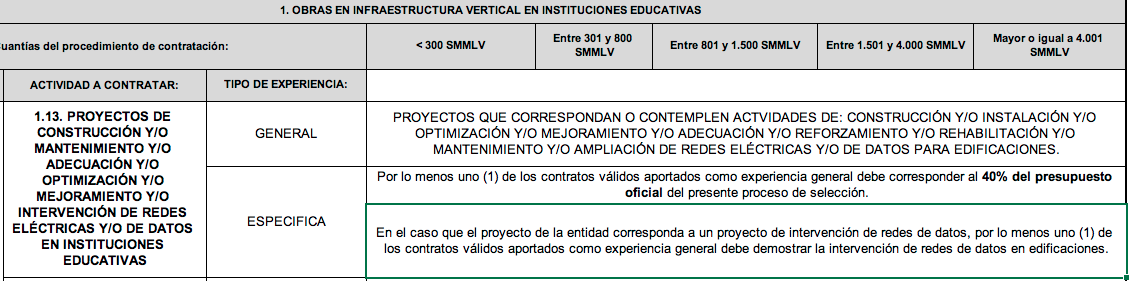 1. OBRAS EN INFRAESTRUCTURA VERTICAL EN INSTITUCIONES EDUCATIVAS
uantías del procedimiento de contratación:
< 300 SMMLV
Entre 301 y 800
SMMLV
Entre 801 y 1.500 SMMLV
Entre 1.501 y 4.000 SMMLV
Mayor o igual a 4.001
SMMLV
ACTIVIDAD A CONTRATAR:
TIPO DE EXPERIENCIA:
1.13. PROYECTOS DE
CONSTRUCCIÓN Y/O
MANTENIMIENTO Y/O
ADECUACIÓN Y/O
OPTIMIZACIÓN Y/O
MEJORAMIENTO Y/O
INTERVENCIÓN DE REDES
ELÉCTRICAS Y/O DE DATOS
EN INSTITUCIONES
EDUCATIVAS
GENERAL
PROYECTOS QUE CORRESPONDAN O CONTEMPLEN ACTVIDADES DE: CONSTRUCCIÓN Y/O INSTALACIÓN Y/O
OPTIMIZACIÓN Y/O MEJORAMIENTO Y/O ADECUACIÓN Y/O REFORZAMIENTO Y/O REHABILITACIÓN Y/O
MANTENIMIENTO Y/O AMPLIACIÓN DE REDES ELÉCTRICAS Y/O DE DATOS PARA EDIFICACIONES.
ESPECIFICA
Por lo menos uno (1) de los contratos válidos aportados como experiencia general debe corresponder al 40% del presupuesto
oficial del presente proceso de selección.
En el caso que el proyecto de la entidad corresponda a un proyecto de intervención de redes de datos, por lo menos uno (1) de
los contratos válidos aportados como experiencia general debe demostrar la intervención de redes de datos en edificaciones.